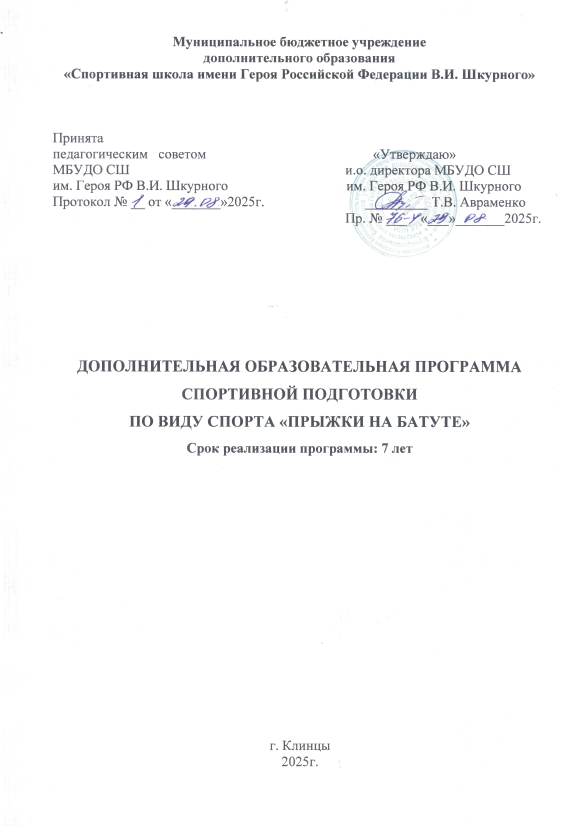 Муниципальное бюджетное учреждение
дополнительного образования
«Спортивная школа имени Героя Российской Федерации В.И. Шкурного»
Принята
педагогическим советом
МБУДО СШ
им. Героя РФ В.И. Шкурного
Протокол № 1 от «29.08»2025г.
«Утверждаю»
и.о. директора МБУДО СШ
им. Героя РФ В.И. Шкурного
Т.В. Авраменко
Пр. № 76-У «29» 08 2025г.
ДОПОЛНИТЕЛЬНАЯ ОБРАЗОВАТЕЛЬНАЯ ПРОГРАММА
СПОРТИВНОЙ ПОДГОТОВКИ
ПО ВИДУ СПОРТА «ПРЫЖКИ НА БАТУТЕ»
Срок реализации программы: 7 лет
г. Клинцы
2025г.